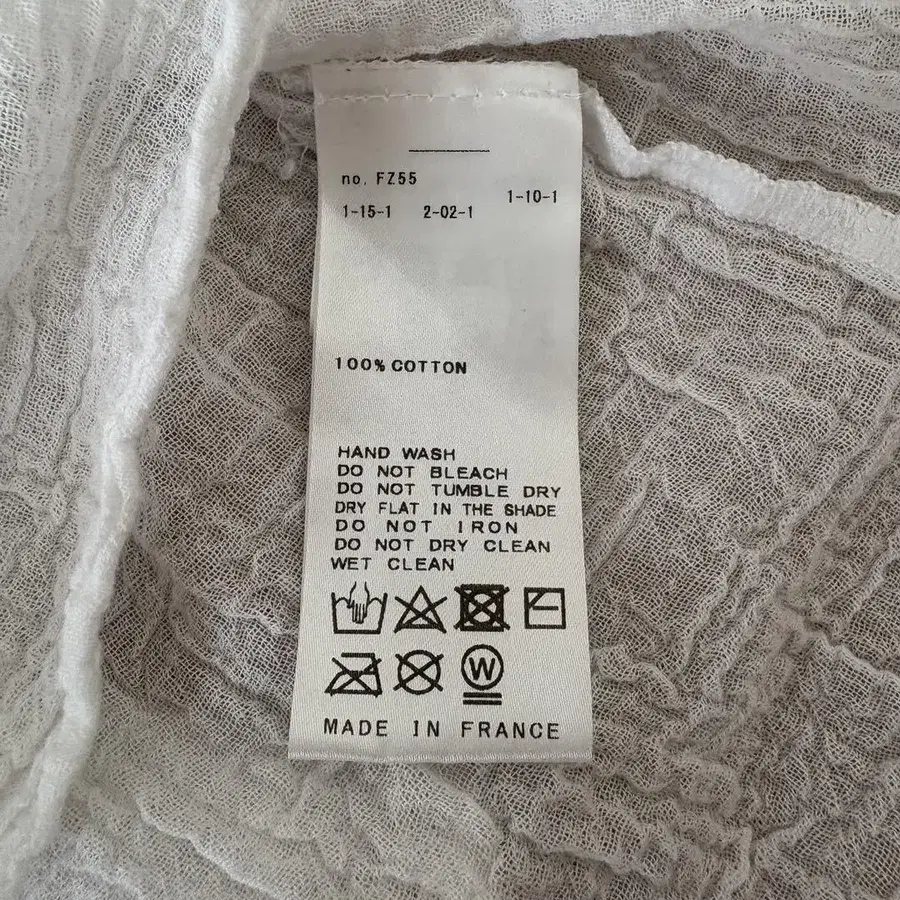 no. FZ55
1-10-1
1-15-1 2-02-1
100% COTTON
HAND WASH
DO NOT BLEACH
DO NOT TUMBLE DRY
DRY FLAT IN THE SHADE
DO NOT IRON
DO NOT DRY CLEAN
WET CLEAN
W
MADE IN FRANCE